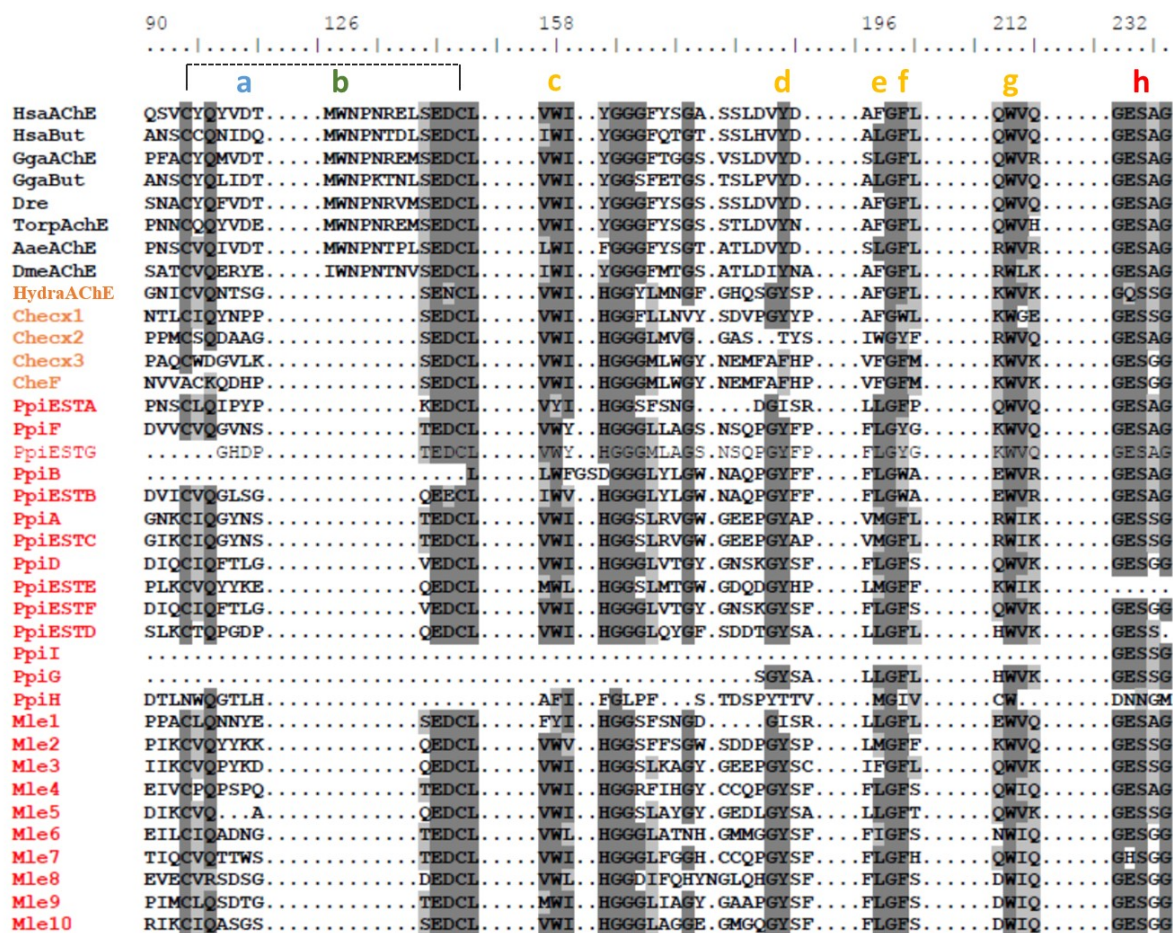 90 126 158 196 212 232
a b c d e f g h
HsaAChE QSVCYQYVDT.....MWNPNRELSEDCL.....VWI..YGGGFYSGA.SSLDVYD....AFGFL......QWVQ......GESAG
HsaBut ANSCCQNIDQ.....MWNPNTDLSEDCL.....IWI..YGGGFQTGT.SSLHVYD....ALGFL......QWVQ......GESAG
GgaAChE PFACYQMVDT.....MWNPNREMSEDCL.....VWI..YGGGFTGGS.VSLDVYD....SLGFL......QWVR......GESAG
GgaBut ANSCYQLIDT.....MWNPKTNLSEDCL.....VWI..YGGSFETGS.TSLPVYD....ALGFL......QWVQ......GESAG
Dre SNACYQFVDT.....MWNPNRVMSEDCL.....VWI..YGGGFYSGS.SSLDVYD....ALGFL......QWVQ......GESAG
TorpAchE PNNCQQYVDE.....MWNPNREMSEDCL.....IWI..YGGGFYSGS.STLDVYN....ALGFL......QWVH......GESAG
AaeAChE PNSCVQIVDT.....MWNPNTPLSEDCL.....LWI..FGGGFYSGT.ATLDVYD....SLGFL......RWVR......GESAG
DmeAChE SATCVQERYE.....IWNPNTNVSEDCL.....IWI..YGGGFMTGS.ATLDIYNA...AFGFL......RWLK......GESAG
HydraAChE GNICVQNTSG.............SENCL.....VWI..HGGYLMNGF.GHQSGYSP...AFGFL......KWVK......GQSSG
Checx1 NTLCIQYNPP.............SEDCL.....VWI..HGGFLLNVY.SDVPGYYP...AFGWL......KWGE......GESSG
Checx2 PPMCSQDAAG.............SEDCL.....VWI..HGGLMVG..GAS..TYS....IWGYF......RWVQ......GESAG
Checx3 PAQCWDGVLK.............SEDCL.....VWI..HGGGMLWGY.NEMFAFHP...VFGFM......KWVK......GESGG
CheF NVVACKQDHP.............SEDCL.....VWI..HGGGMLWGY.NEMFAFHP...VFGFM......KWVK......GESGG
PpiESTA PNSCLQIPYP.............KEDCL.....VYI..HGGSFSNG.....DGISR...LLGFP......QWVQ......GESAG
PpiF DVVCVQGVNS.............TEDCL.....VWY..HGGGLLAGS.NSQPGYFP...FLGYG......KWVQ......GESAG
PpiESTG ......GHDP.............TEDCL.....VWY..HGGGMLAGS.NSQPGYFP...FLGYG......KWVQ......GESAG
PpiB ...........................L.....LWFGSDGGGLYLGW.NAQPGYFF...FLGWA......EWVR......GESAG
PpiESTB DVICVQGLSG.............QEECL.....IWV..HGGGLYLGW.NAQPGYFF...FLGWA......EWVR......GESAG
PpiA GNKCIQGYNS.............TEDCL.....VWI..HGGSLRVGW.GEEPGYAP...VMGFL......RWIK......GESSG
PpiESTC GIKCIQGYNS.............TEDCL.....VWI..HGGSLRVGW.GEEPGYAP...VMGFL......RWIK......GESSG
PpiD DIQCIQFTLG.............VEDCL.....VWI..HGGGLVTGY.GNSKGYSF...FLGFS......QWVK......GESGG
PpiESTE PLKCVQYYKE.............QEDCL.....MWL..HGGSLMTGW.GDQDGYHP...LMGFF......KWIK......
PpiESTF DIQCIQFTLG.............VEDCL.....VWI..HGGGLVTGY.GNSKGYSF...FLGFS......QWVK......GESGG
PpiESTD SLKCTQPGDP.............QEDCL.....VWI..HGGGLQYGF.SDDTGYSA...LLGFL......HWVK......GESS.
PpiI ......................................................................................GESSG
PpiG ....................................................SGYSA...LLGFL......HWVK......GESSG
PpiH DTLNWQGTLH.......................AFI..FGLPF...S.TDSPYTTV...MGIV......CW........DNNGM
Mle1 PPACLQNNYE.............SEDCL.....FYI..HGGSFSNGD....GISR....LLGFL......EWVQ......GESAG
Mle2 PIKCVQYYKK.............QEDCL.....VWV..HGGSFFSGW.SDDPGYSP...LMGFF......KWVQ......GESSG
Mle3 IIKCVQPYKD.............QEDCL.....VWI..HGGSLKAGY.GEEPGYSC...IFGFL......KWVK......GESSG
Mle4 EIVCPQPSPQ.............TEDCL.....VWI..HGGRFIHGY.CCQPGYSF...FLGFS......QWIQ......GESAG
Mle5 DIKCVQ...A.............QEDCL.....VWI..HGGSLAYGY.GEDLGYSA...LLGFT......QWVK......GESSG
Mle6 EILCIQADNG.............TEDCL.....VWL..HGGGLATNH.GMMGGYSF...FIGFS......NWIQ......GESGG
Mle7 TIQCVQTTWS.............TEDCL.....VWI..HGGGLFGGH.CCQPGYSF...FLGFH......QWIQ......GHSGG
Mle8 EVECVRSDSG.............DEDCL.....VWL..HGGDIFQHYNGLQHGYSF...FLGFS......DWIQ......GESGG
Mle9 PIMCLQSDTG.............TEDCL.....MWI..HGGGLIAGY.GAAPGYSF...FLGFS......DWIQ......GESGG
Mle10 RIKCIQASGS.............SEDCL.....VWI..HGGGLAGGE.GMGQGYSF...FLGFS......DWIQ......GESGG